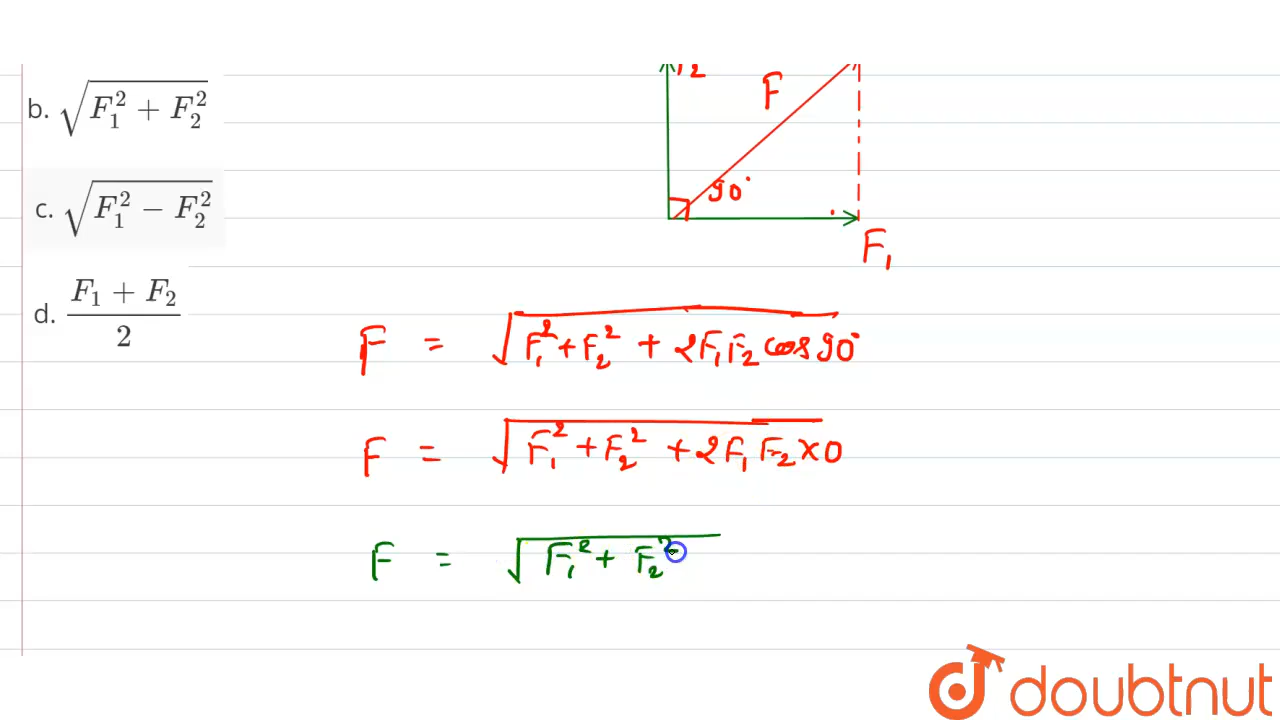 b. √(F₁² + F₂²)
c. √(F₁² − F₂²)
d. (F₁ + F₂)/2
2
F
90°
F₁
F = √(F₁² + F₂² + 2F₁F₂ cos 90°)
F = √(F₁² + F₂² + 2F₁F₂ × 0)
F = √(F₁² + F₂²)
doubtnut